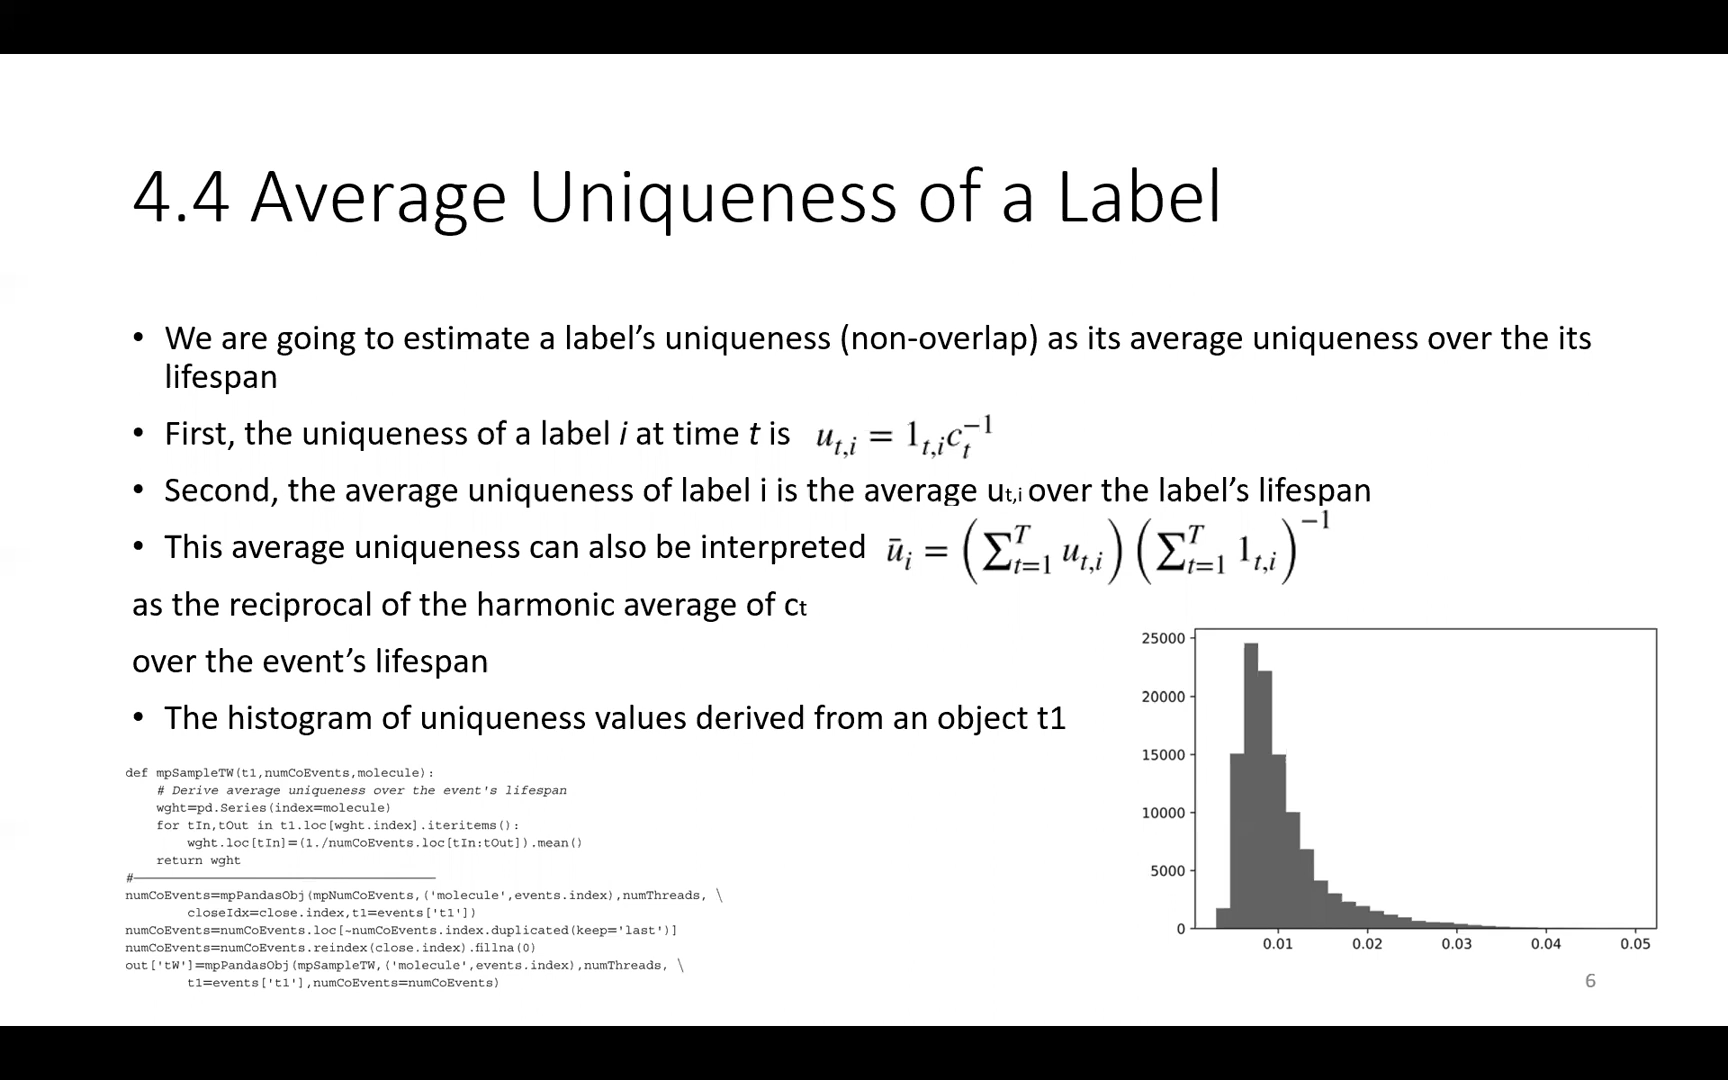 4.4 Average Uniqueness of a Label
• We are going to estimate a label's uniqueness (non-overlap) as its average uniqueness over the its
lifespan
• First, the uniqueness of a label i at time t is u_{t,i} = 1_{t,i}c_t^{-1}
• Second, the average uniqueness of label i is the average u_{t,i} over the label's lifespan
• This average uniqueness can also be interpreted ū_i = (∑_{t=1}^T u_{t,i}) (∑_{t=1}^T 1_{t,i})^{-1}
as the reciprocal of the harmonic average of c_t
over the event's lifespan
• The histogram of uniqueness values derived from an object t1
def mpSampleTW(t1,numCoEvents,molecule):
    # Derive average uniqueness over the event's lifespan
    wght=pd.Series(index=molecule)
    for tIn,tOut in t1.loc[wght.index].iteritems():
        wght.loc[tIn]=(1./numCoEvents.loc[tIn:tOut]).mean()
    return wght
#————————————————————
numCoEvents=mpPandasObj(mpNumCoEvents,('molecule',events.index),numThreads, \
        closeIdx=close.index,t1=events['t1'])
numCoEvents=numCoEvents.loc[~numCoEvents.index.duplicated(keep='last')]
numCoEvents=numCoEvents.reindex(close.index).fillna(0)
out['tW']=mpPandasObj(mpSampleTW,('molecule',events.index),numThreads, \
        t1=events['t1'],numCoEvents=numCoEvents)
25000
20000
15000
10000
5000
0
0.01 0.02 0.03 0.04 0.05
6